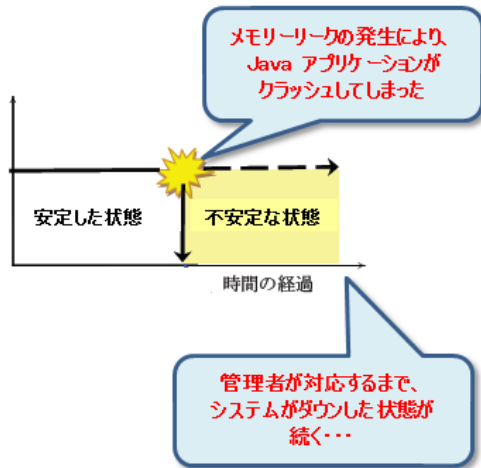 メモリーリークの発生により、
Java アプリケーションが
クラッシュしてしまった
安定した状態
不安定な状態
時間の経過
管理者が対応するまで、
システムがダウンした状態が
続く・・・